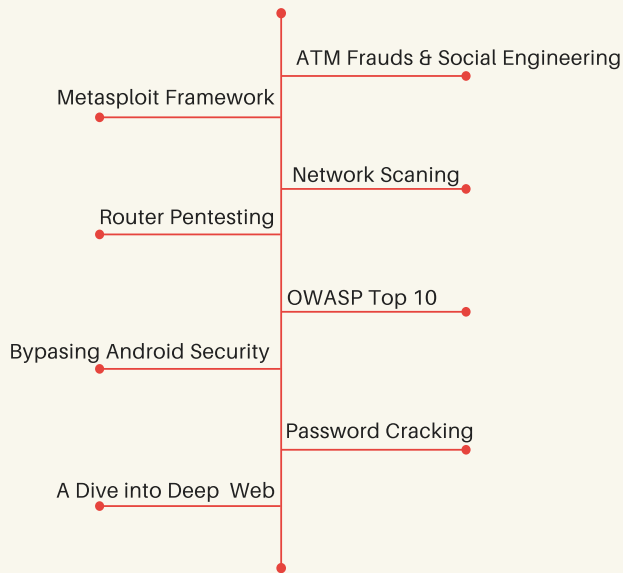 ATM Frauds & Social Engineering
Metasploit Framework
Network Scaning
Router Pentesting
OWASP Top 10
Bypasing Android Security
Password Cracking
A Dive into Deep Web